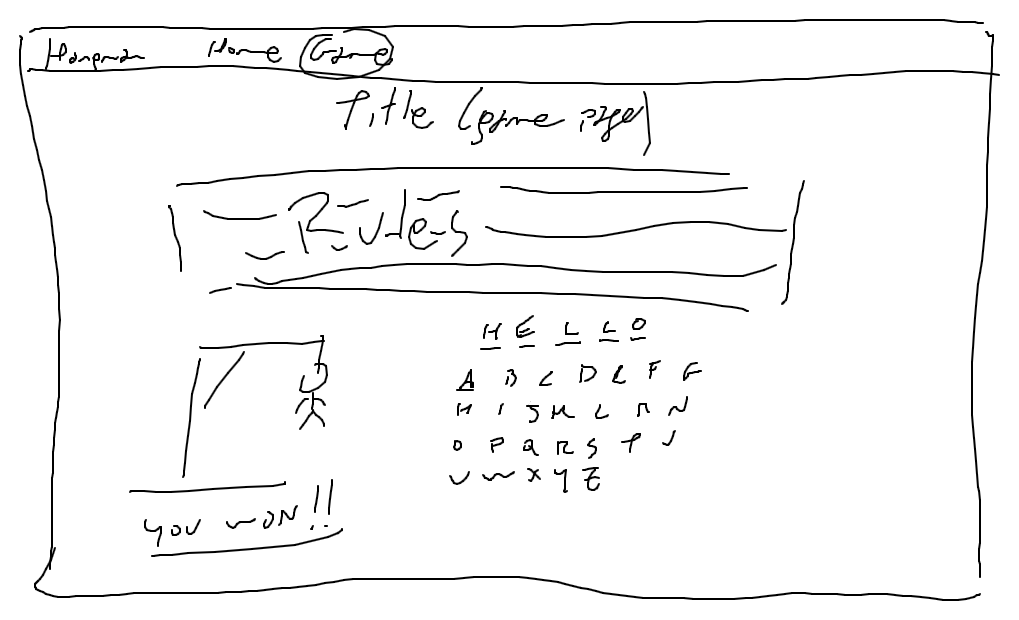 Hangman Home Game
Title (game page)
Rules
H E L L O
A B C D E F G
H I J K L M N
O P Q R S T U
V W X Y Z
YOU WON!!